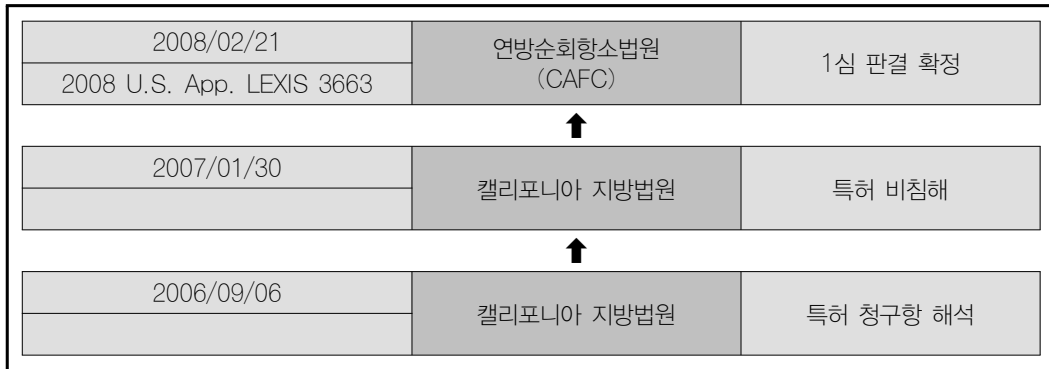 2008/02/21
2008 U.S. App. LEXIS 3663
연방순회항소법원
(CAFC)
1심 판결 확정
2007/01/30
캘리포니아 지방법원
특허 비침해
2006/09/06
캘리포니아 지방법원
특허 청구항 해석